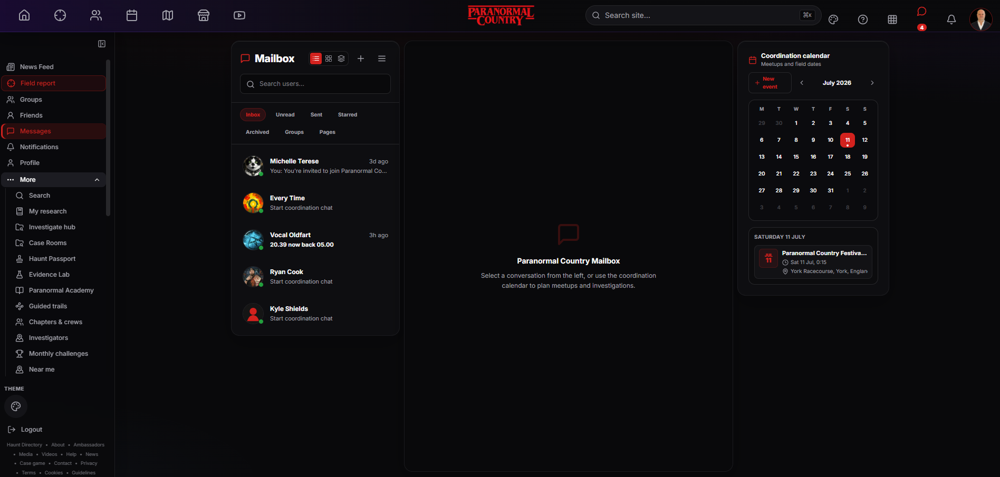 PARANORMAL
COUNTRY
Search site...
⌘K
4
News Feed
Field report
Groups
Friends
Messages
Notifications
Profile
More
Search
My research
Investigate hub
Case Rooms
Haunt Passport
Evidence Lab
Paranormal Academy
Guided trails
Chapters & crews
Investigators
Monthly challenges
Near me
THEME
Logout
Haunt Directory • About • Ambassadors
• Media • Videos • Help • News
• Case game • Contact • Privacy
• Terms • Cookies • Guidelines
Mailbox
Search users...
Inbox Unread Sent Starred
Archived Groups Pages
Michelle Terese 3d ago
You: You're invited to join Paranormal Co...
Every Time
Start coordination chat
Vocal Oldfart 3h ago
20.39 now back 05.00
Ryan Cook
Start coordination chat
Kyle Shields
Start coordination chat
Paranormal Country Mailbox
Select a conversation from the left, or use the coordination
calendar to plan meetups and investigations.
Coordination calendar
Meetups and field dates
New
event
July 2026
M T W T F S S
29 30 1 2 3 4 5
6 7 8 9 10 11 12
13 14 15 16 17 18 19
20 21 22 23 24 25 26
27 28 29 30 31 1 2
3 4 5 6 7 8 9
SATURDAY 11 JULY
JUL
11
Paranormal Country Festiva...
Sat 11 Jul, 0:15
York Racecourse, York, Englan